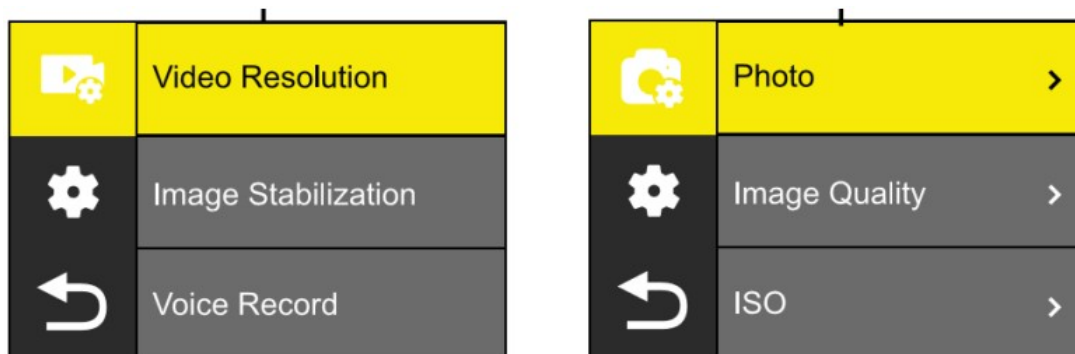 Video Resolution
Image Stabilization
Voice Record
Photo
Image Quality
ISO